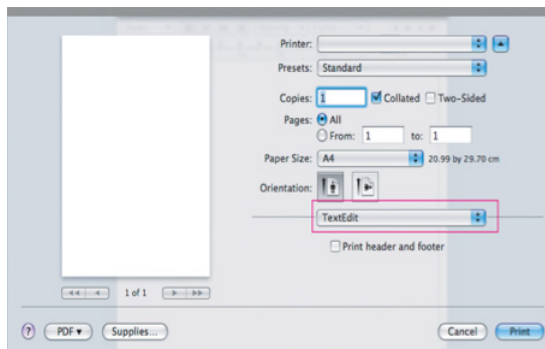 Printer:
Presets: Standard
Copies: 1 Collated Two-Sided
Pages: All
From: 1 to: 1
Paper Size: A4 20.99 by 29.70 cm
Orientation:
TextEdit
Print header and footer
1 of 1
? PDF Supplies... Cancel Print